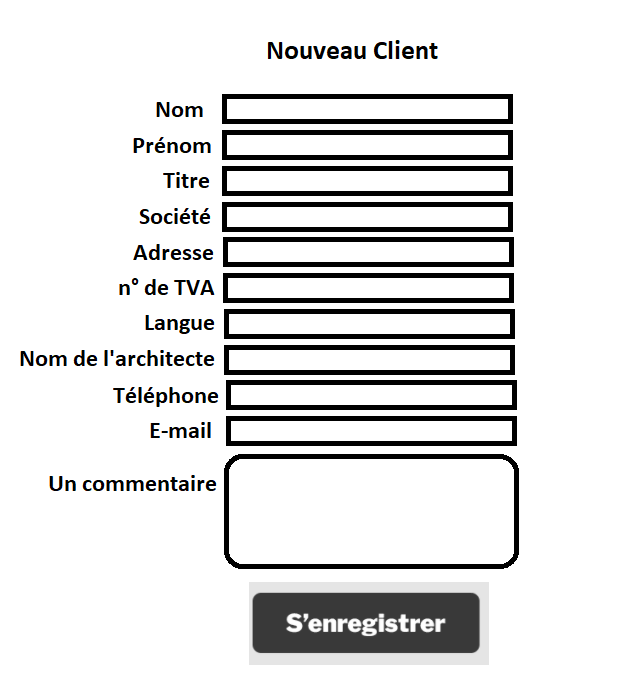 Nouveau Client
Nom
Prénom
Titre
Société
Adresse
n° de TVA
Langue
Nom de l'architecte
Téléphone
E-mail
Un commentaire
S’enregistrer